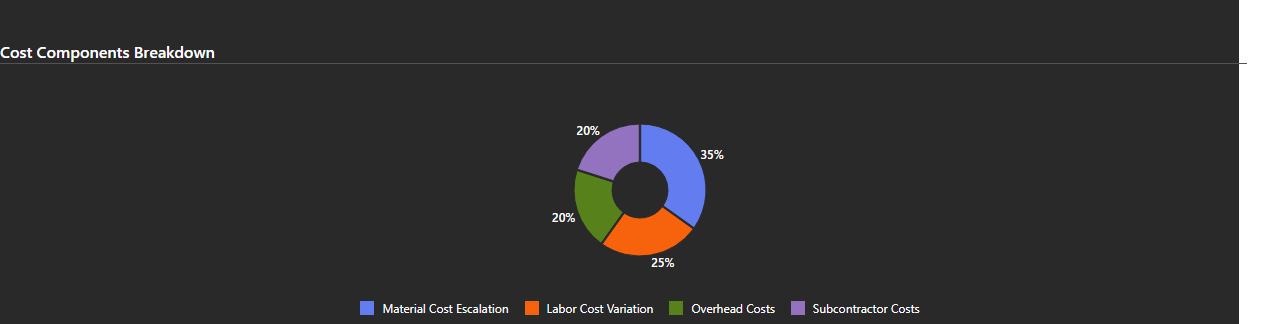 Cost Components Breakdown
20%
35%
20%
25%
Material Cost Escalation
Labor Cost Variation
Overhead Costs
Subcontractor Costs